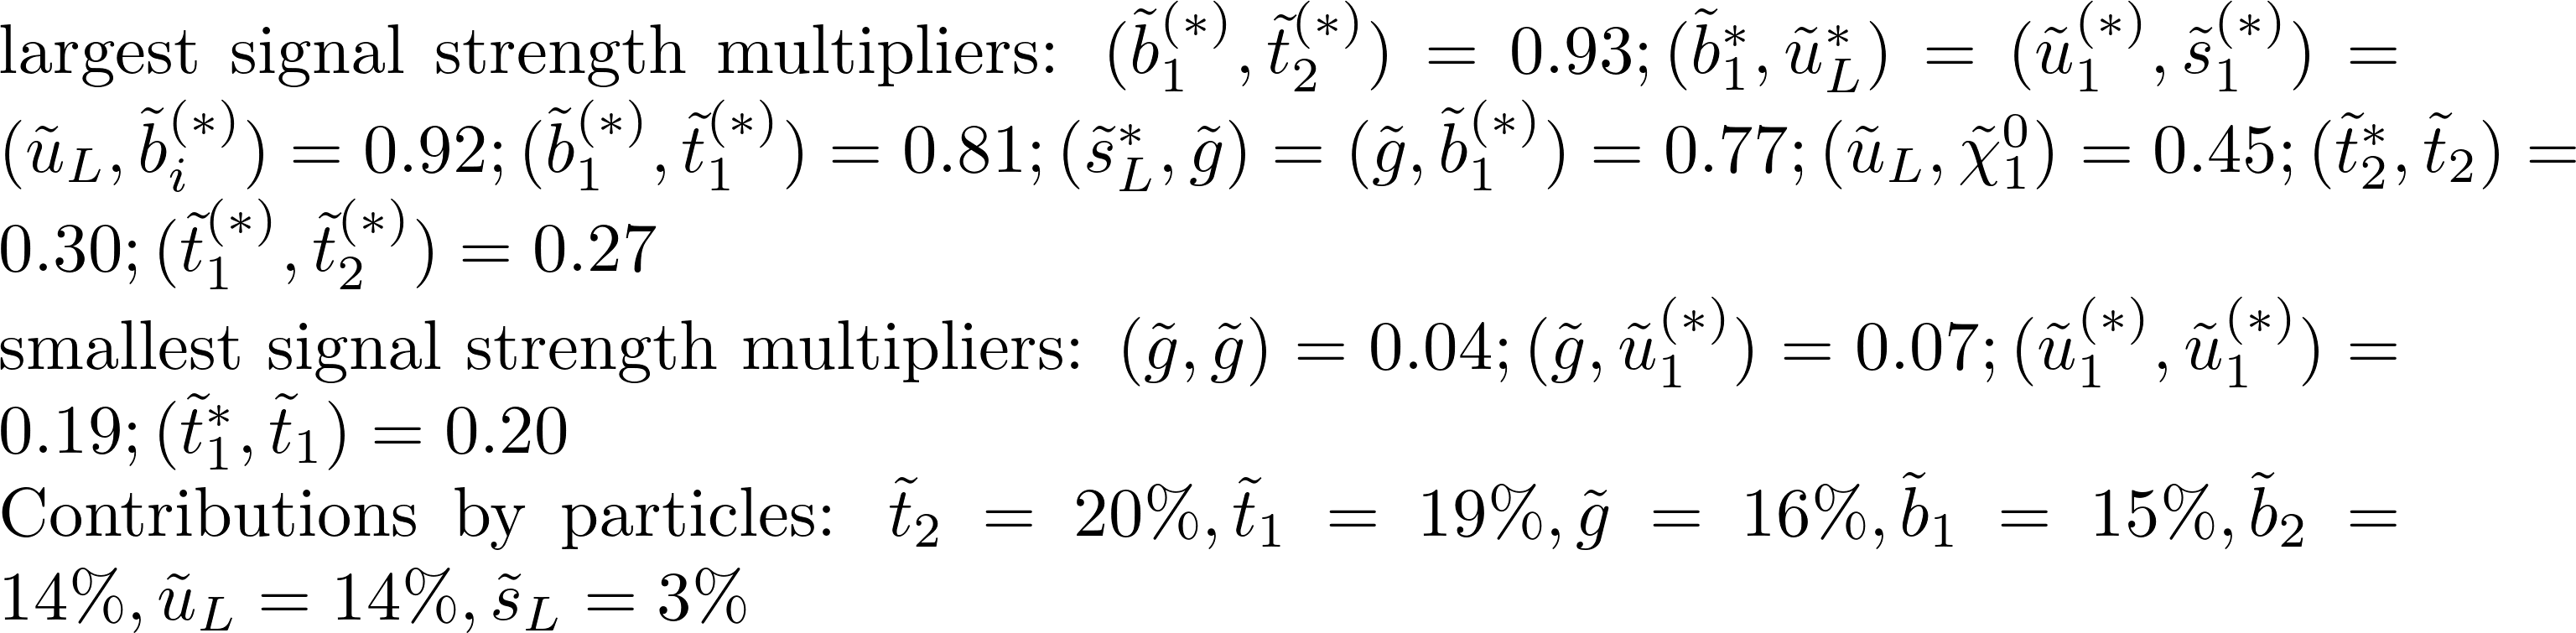 largest signal strength multipliers: $(\tilde{b}_1^{(*)}, \tilde{t}_2^{(*)}) = 0.93; (\tilde{b}_1^*, \tilde{u}_L^*) = (\tilde{u}_1^{(*)}, \tilde{s}_1^{(*)}) =$
$(\tilde{u}_L, \tilde{b}_i^{(*)}) = 0.92; (\tilde{b}_1^{(*)}, \tilde{t}_1^{(*)}) = 0.81; (\tilde{s}_L^*, \tilde{g}) = (\tilde{g}, \tilde{b}_1^{(*)}) = 0.77; (\tilde{u}_L, \tilde{\chi}_1^0) = 0.45; (\tilde{t}_2^*, \tilde{t}_2) =$
$0.30; (\tilde{t}_1^{(*)}, \tilde{t}_2^{(*)}) = 0.27$
smallest signal strength multipliers: $(\tilde{g}, \tilde{g}) = 0.04; (\tilde{g}, \tilde{u}_1^{(*)}) = 0.07; (\tilde{u}_1^{(*)}, \tilde{u}_1^{(*)}) =$
$0.19; (\tilde{t}_1^*, \tilde{t}_1) = 0.20$
Contributions by particles: $\tilde{t}_2 = 20\%, \tilde{t}_1 = 19\%, \tilde{g} = 16\%, \tilde{b}_1 = 15\%, \tilde{b}_2 =$
$14\%, \tilde{u}_L = 14\%, \tilde{s}_L = 3\%$